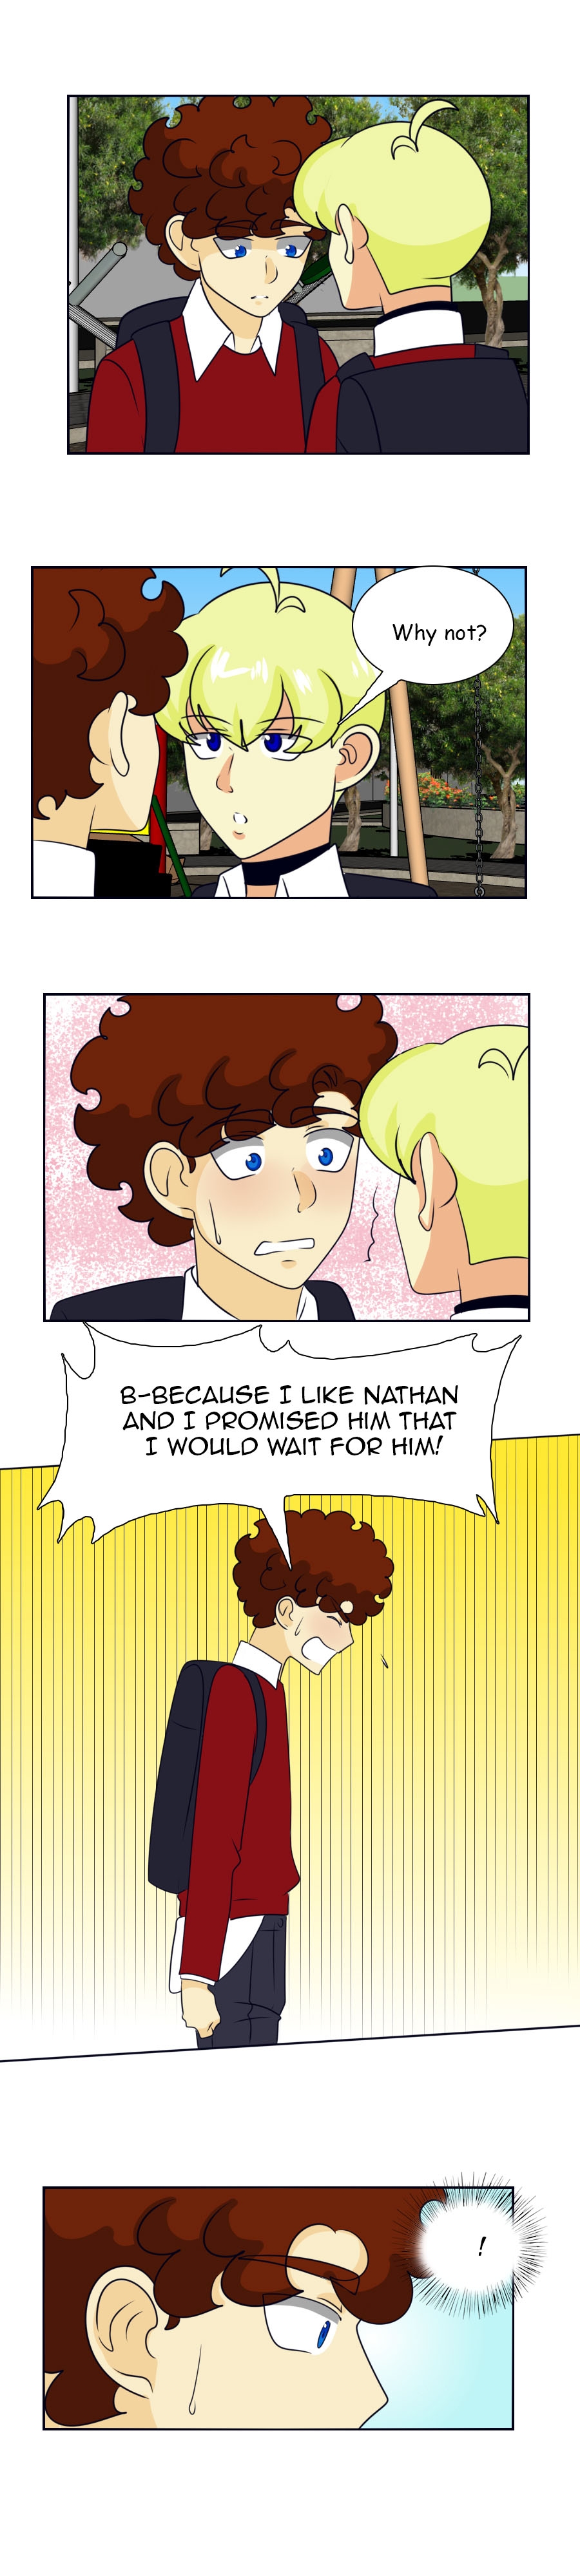 Why not?
B-BECAUSE I LIKE NATHAN
AND I PROMISED HIM THAT
I WOULD WAIT FOR HIM!
!